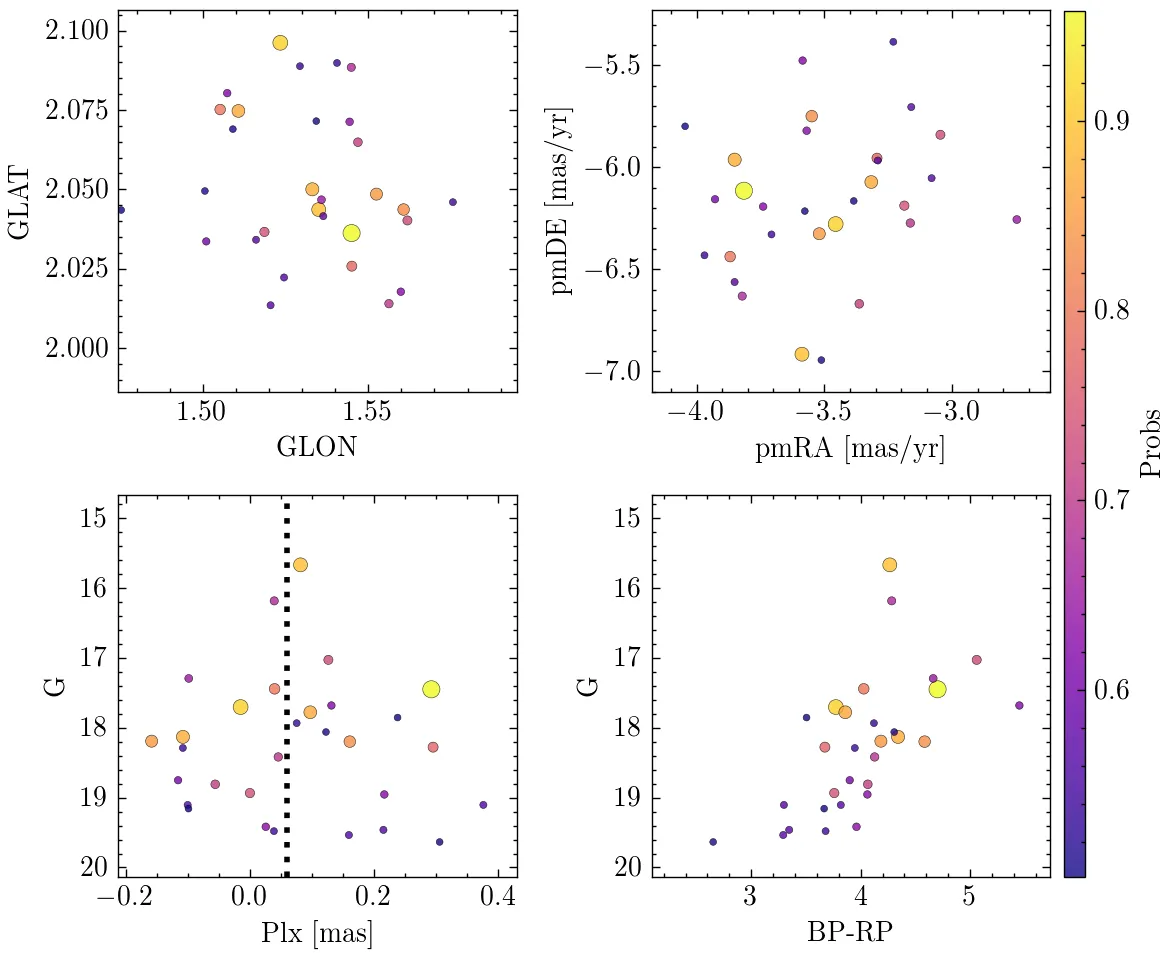 2.100
2.075
2.050
2.025
2.000
GLAT
1.50 1.55
GLON
−5.5
−6.0
−6.5
−7.0
pmDE [mas/yr]
−4.0 −3.5 −3.0
pmRA [mas/yr]
15
16
17
18
19
20
G
−0.2 0.0 0.2 0.4
Plx [mas]
15
16
17
18
19
20
G
3 4 5
BP-RP
0.9
0.8
0.7
0.6
Probs